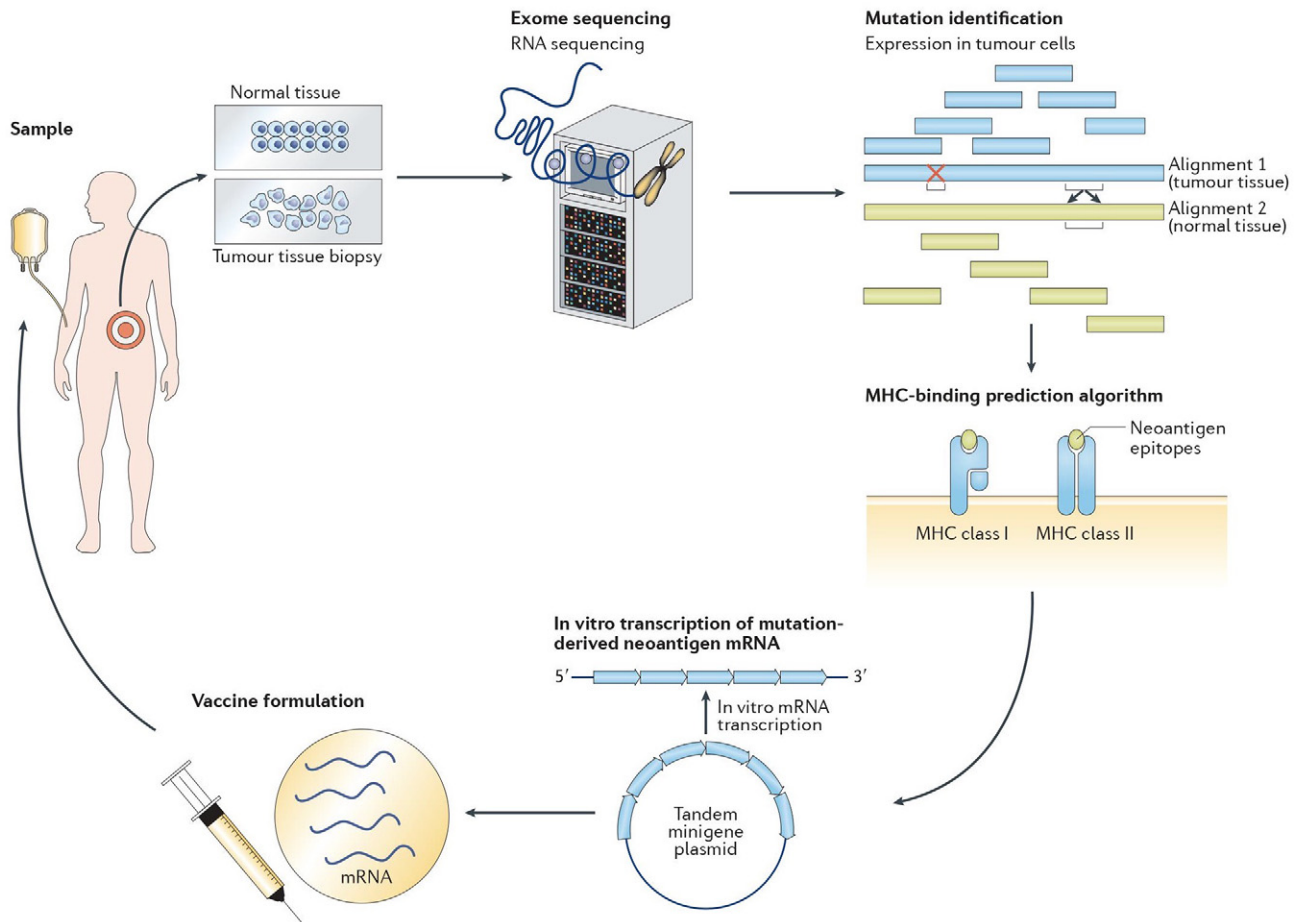 Sample
Normal tissue
Tumour tissue biopsy
Exome sequencing
RNA sequencing
Mutation identification
Expression in tumour cells
Alignment 1
(tumour tissue)
Alignment 2
(normal tissue)
MHC-binding prediction algorithm
Neoantigen
epitopes
MHC class I
MHC class II
In vitro transcription of mutation-
derived neoantigen mRNA
5′
3′
In vitro mRNA
transcription
Tandem
minigene
plasmid
Vaccine formulation
mRNA